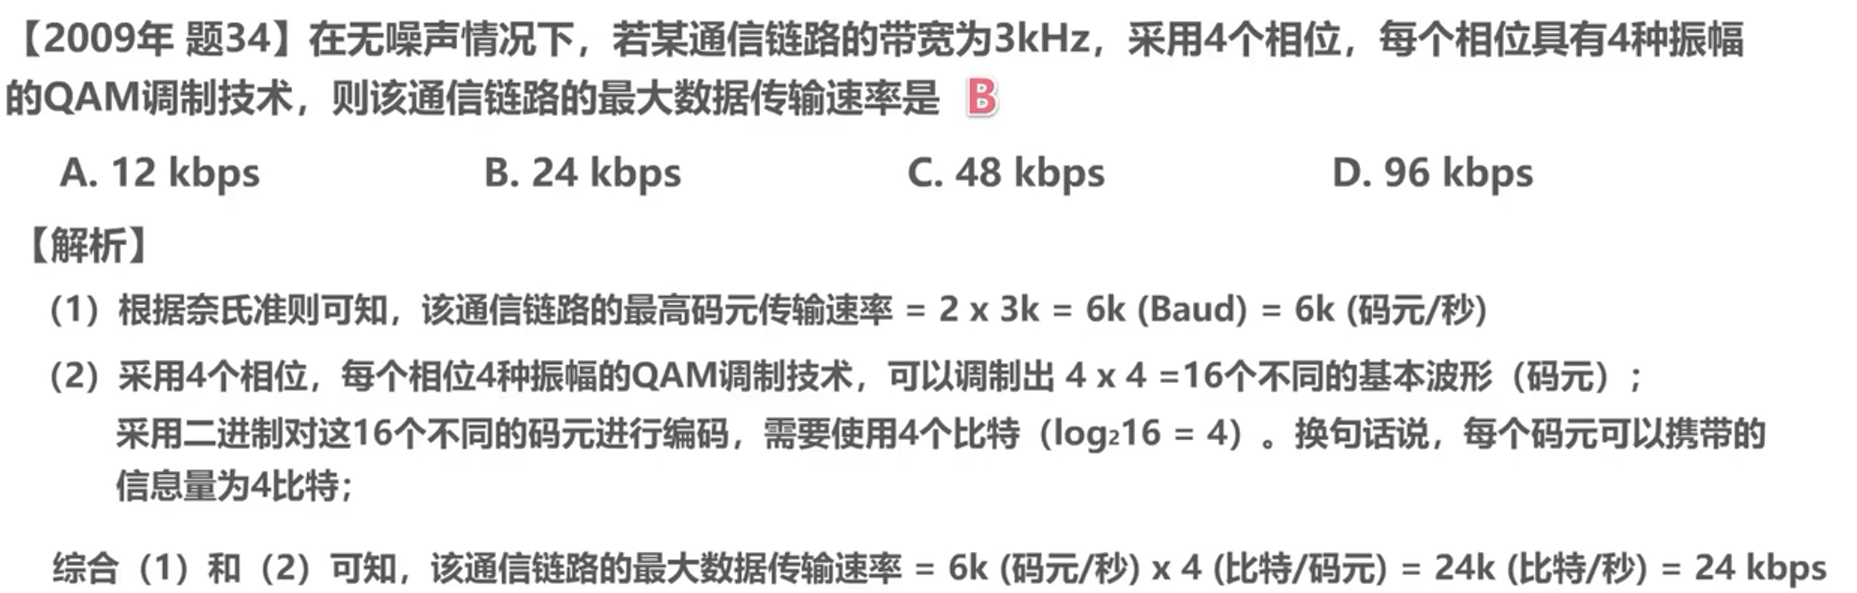 【2009年 题34】在无噪声情况下，若某通信链路的带宽为3kHz，采用4个相位，每个相位具有4种振幅
的QAM调制技术，则该通信链路的最大数据传输速率是 B
A. 12 kbps B. 24 kbps C. 48 kbps D. 96 kbps
【解析】
（1）根据奈氏准则可知，该通信链路的最高码元传输速率 = 2 x 3k = 6k (Baud) = 6k (码元/秒)
（2）采用4个相位，每个相位4种振幅的QAM调制技术，可以调制出 4 x 4 =16个不同的基本波形（码元）；
采用二进制对这16个不同的码元进行编码，需要使用4个比特（log₂16 = 4）。换句话说，每个码元可以携带的
信息量为4比特；
综合（1）和（2）可知，该通信链路的最大数据传输速率 = 6k (码元/秒) x 4 (比特/码元) = 24k (比特/秒) = 24 kbps